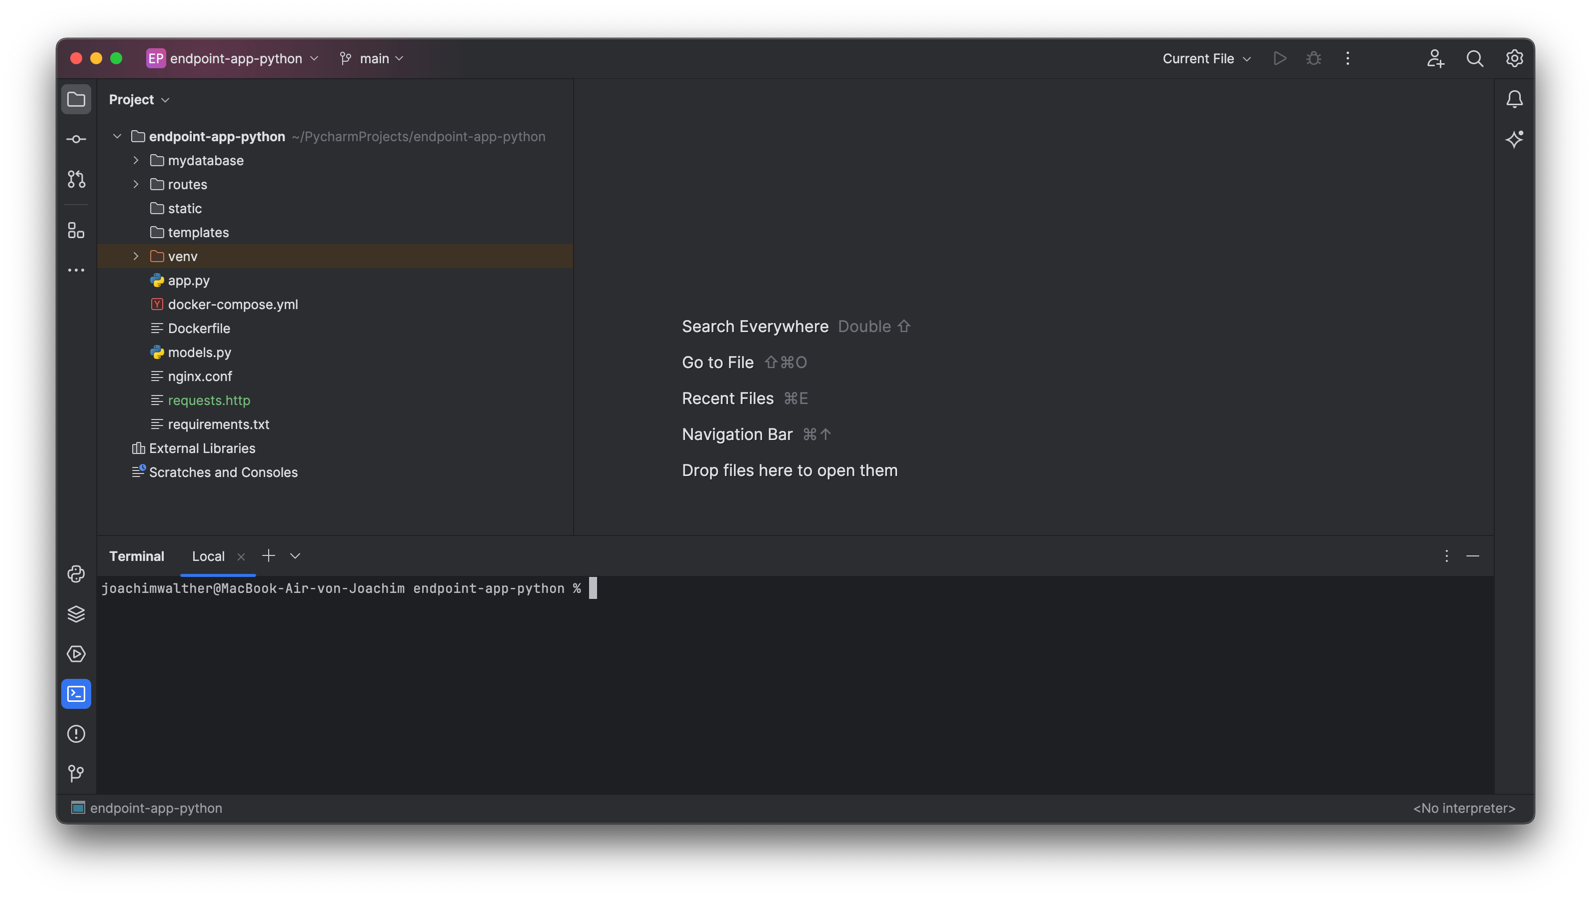 EP endpoint-app-python main Current File
Project
endpoint-app-python ~/PycharmProjects/endpoint-app-python
mydatabase
routes
static
templates
venv
app.py
Y docker-compose.yml
Dockerfile
models.py
nginx.conf
requests.http
requirements.txt
External Libraries
Scratches and Consoles
Search Everywhere Double ⇧
Go to File ⇧⌘O
Recent Files ⌘E
Navigation Bar ⌘↑
Drop files here to open them
Terminal Local
joachimwalther@MacBook-Air-von-Joachim endpoint-app-python %
endpoint-app-python <No interpreter>